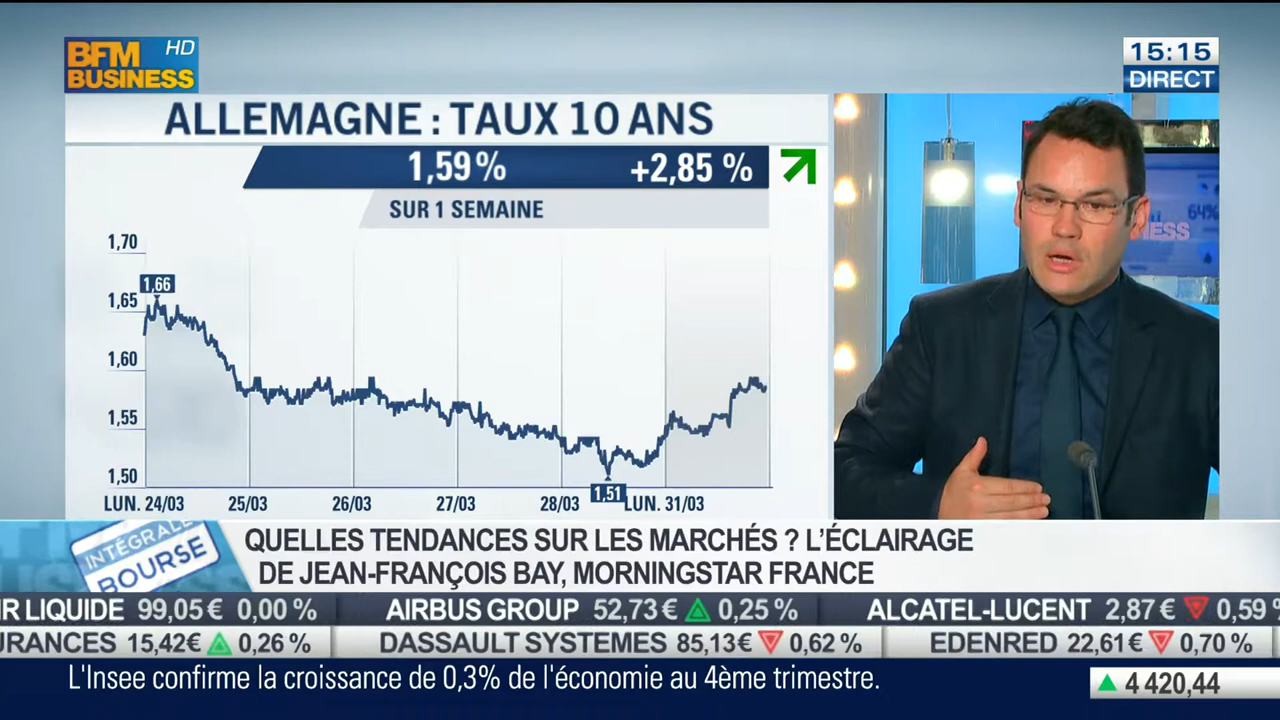 BFM HD
BUSINESS
15:15
DIRECT
ALLEMAGNE : TAUX 10 ANS
1,59 % +2,85 %
SUR 1 SEMAINE
1,70
1,66
1,65
1,60
1,55
1,50
1,51
LUN. 24/03 25/03 26/03 27/03 28/03 LUN. 31/03
64%
NESS
INTÉGRALE
BOURSE
QUELLES TENDANCES SUR LES MARCHÉS ? L'ÉCLAIRAGE
DE JEAN-FRANÇOIS BAY, MORNINGSTAR FRANCE
IR LIQUIDE 99,05 € 0,00 % AIRBUS GROUP 52,73 € 0,25 % ALCATEL-LUCENT 2,87 € 0,59 %
URANCES 15,42€ 0,26 % DASSAULT SYSTEMES 85,13€ 0,62 % EDENRED 22,61€ 0,70 %
L'Insee confirme la croissance de 0,3% de l'économie au 4ème trimestre.
4 420,44